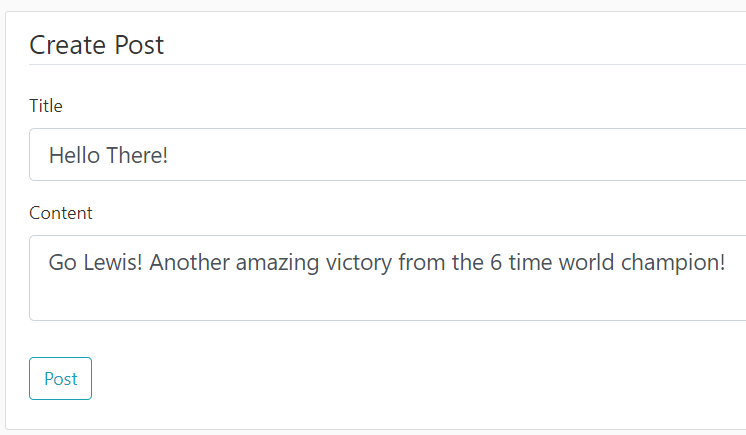 Create Post
Title
Hello There!
Content
Go Lewis! Another amazing victory from the 6 time world champion!
Post